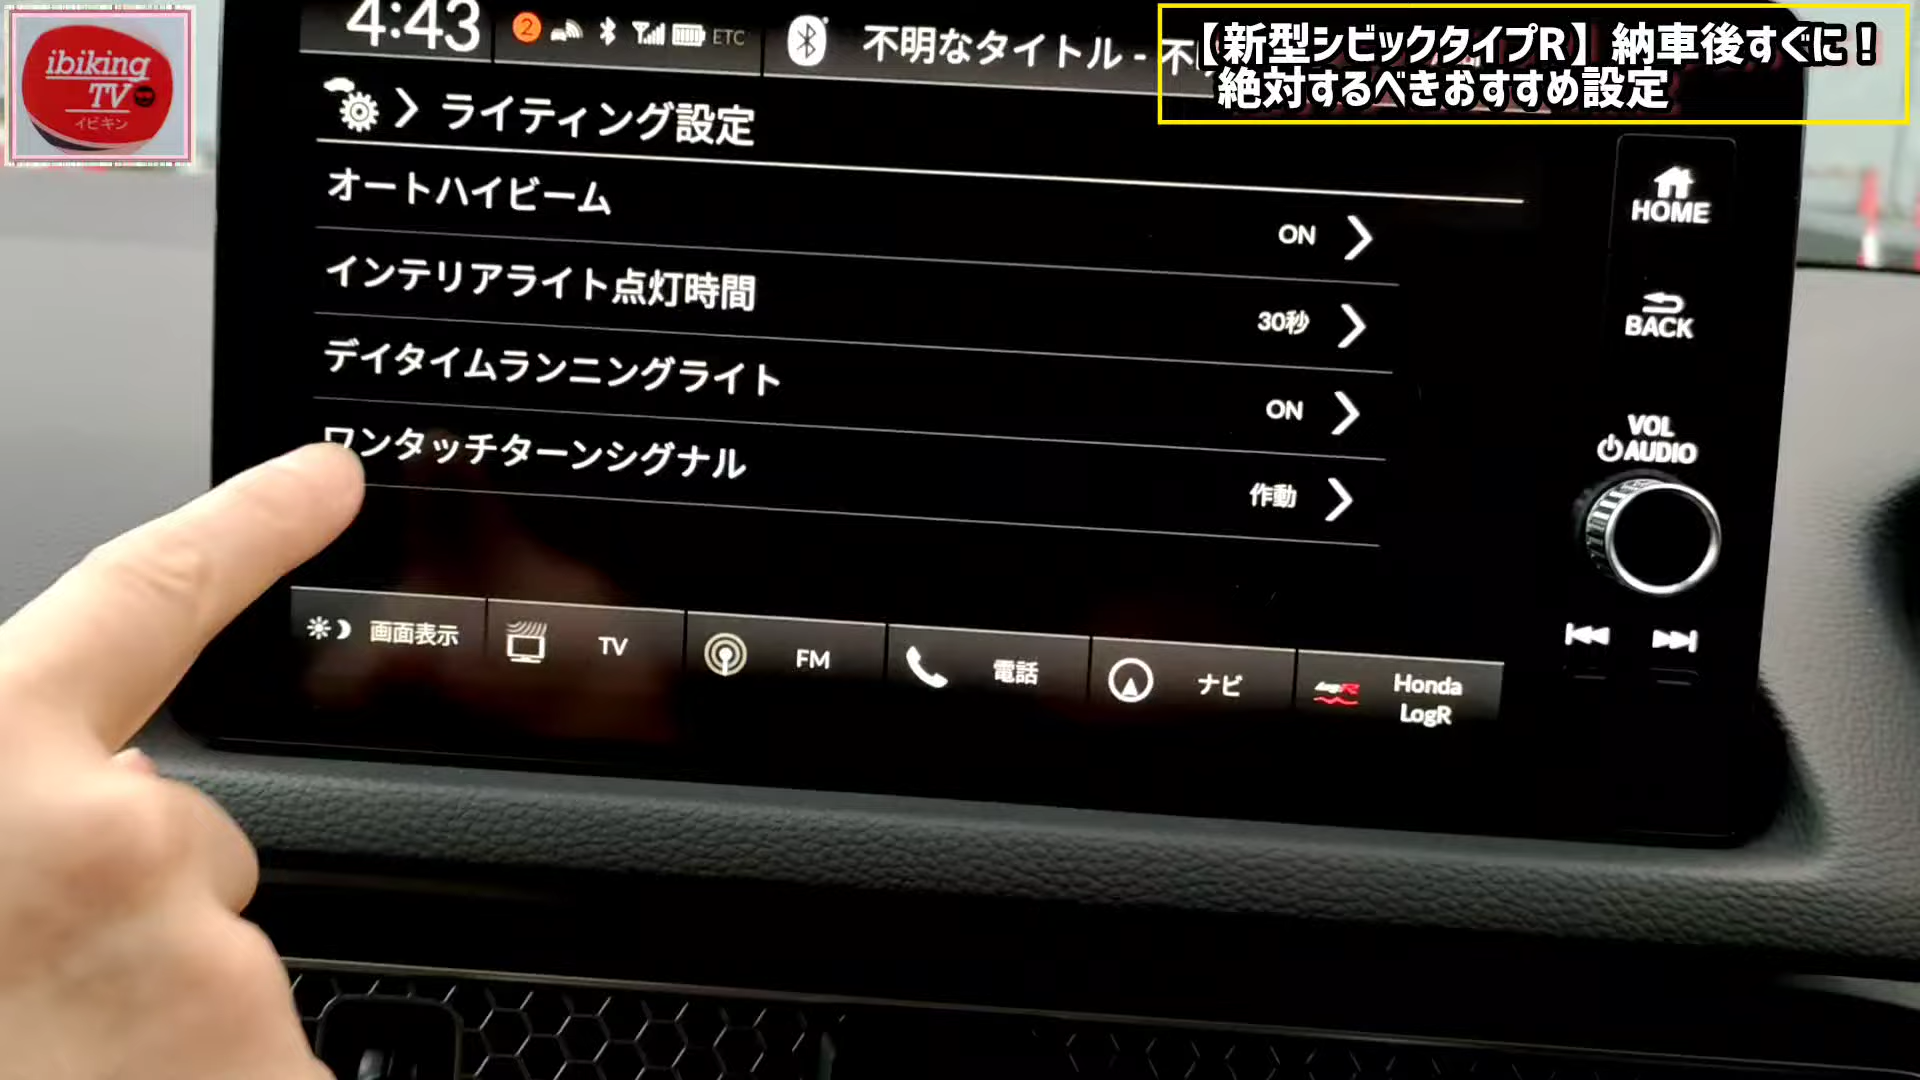 ibiking
TV
イビキン
4:43
2
ETC
不明なタイトル - 不
【新型シビックタイプR】納車後すぐに！
絶対するべきおすすめ設定
ライティング設定
オートハイビーム
ON
インテリアライト点灯時間
30秒
デイタイムランニングライト
ON
ワンタッチターンシグナル
作動
画面表示
TV
FM
電話
ナビ
Honda
LogR
HOME
BACK
VOL
AUDIO